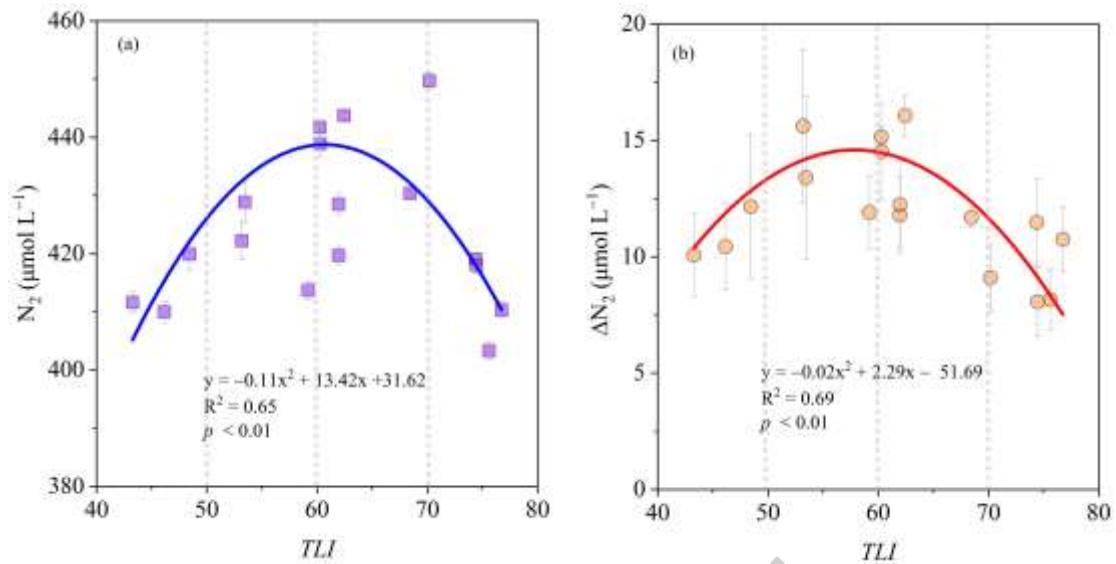 (a)
460
440
420
400
380
N₂ (μmol L⁻¹)
y = –0.11x² + 13.42x +31.62
R² = 0.65
p < 0.01
40 50 60 70 80
TLI
(b)
20
15
10
5
0
ΔN₂ (μmol L⁻¹)
y = –0.02x² + 2.29x – 51.69
R² = 0.69
p < 0.01
40 50 60 70 80
TLI